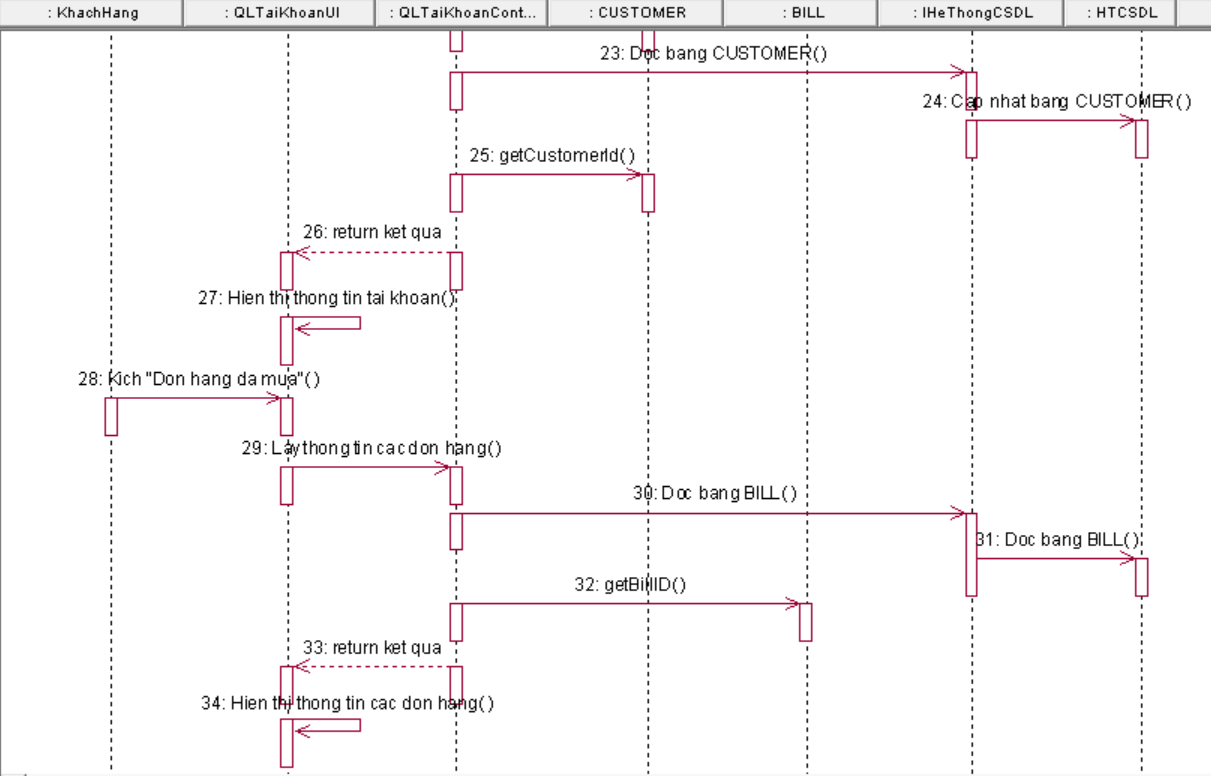 : KhachHang
: QLTaiKhoanUI
: QLTaiKhoanCont...
: CUSTOMER
: BILL
: IHeThongCSDL
: HTCSDL
23: Doc bang CUSTOMER()
24: Cap nhat bang CUSTOMER()
25: getCustomerId()
26: return ket qua
27: Hien thi thong tin tai khoan()
28: Kich "Don hang da mua"()
29: Lay thong tin cac don hang()
30: Doc bang BILL()
31: Doc bang BILL()
32: getBillID()
33: return ket qua
34: Hien thi thong tin cac don hang()